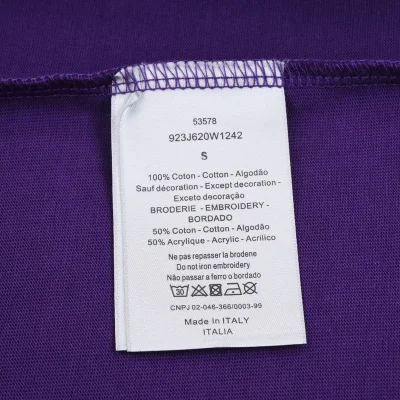 53578
923J620W1242
S
100% Coton - Cotton - Algodão
Sauf décoration - Except decoration -
Exceto decoração
BRODERIE - EMBROIDERY -
BORDADO
50% Coton - Cotton - Algodão
50% Acrylique - Acrylic - Acrilico
Ne pas repasser la brodene
Do not iron embroidery
Não passar a ferro o bordado
30
CNPJ 02-046-366/0003-99
Made in ITALY
ITALIA